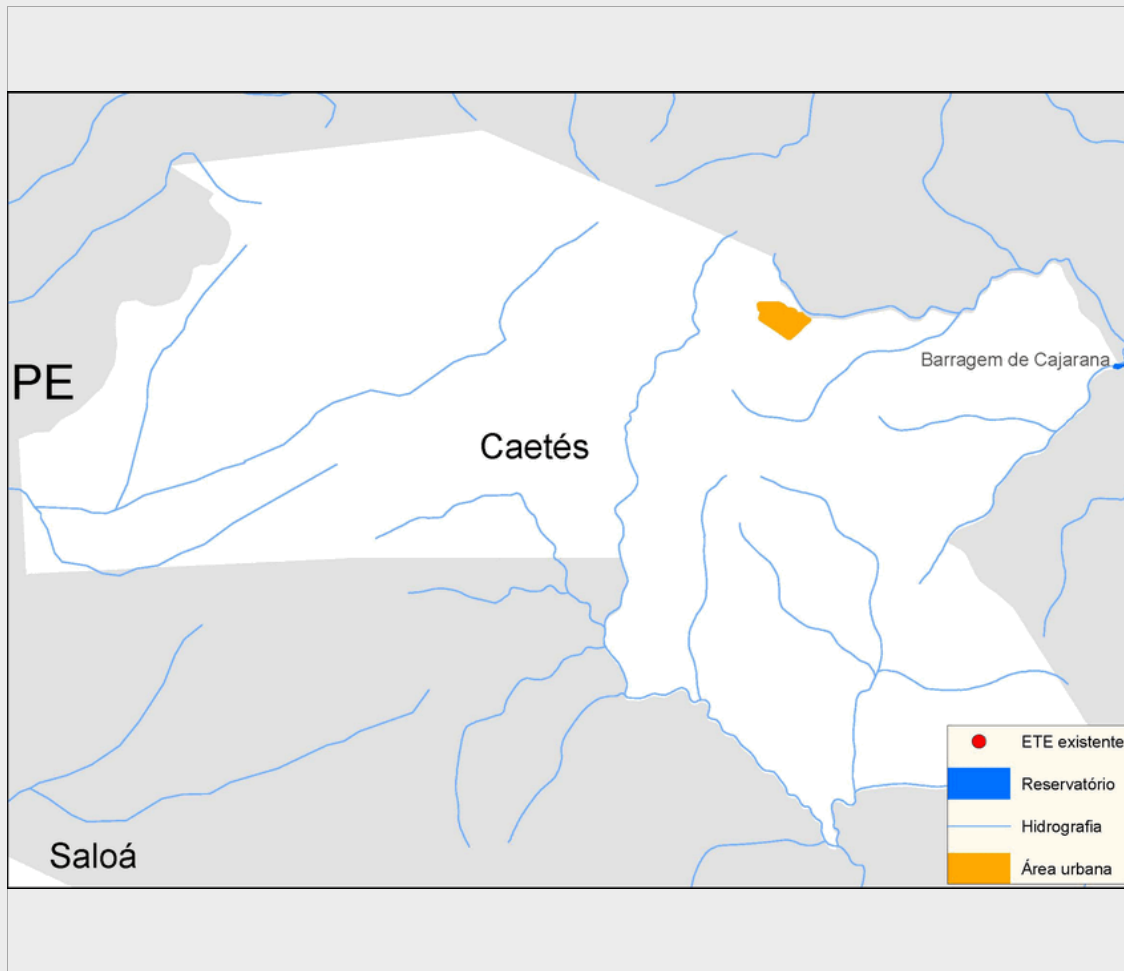 Barragem de Cajarana
PE
Caetés
Saloá
ETE existente
Reservatório
Hidrografia
Área urbana